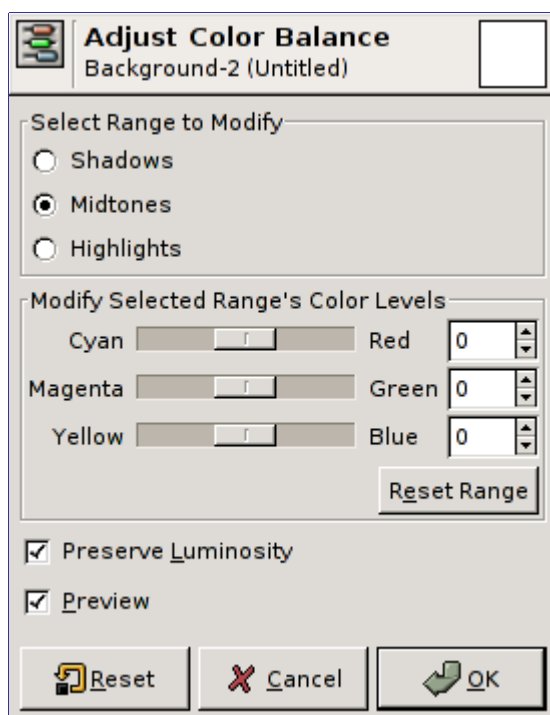 Adjust Color Balance
Background-2 (Untitled)
Select Range to Modify
Shadows
Midtones
Highlights
Modify Selected Range's Color Levels
Cyan Red 0
Magenta Green 0
Yellow Blue 0
Reset Range
Preserve Luminosity
Preview
Reset Cancel OK